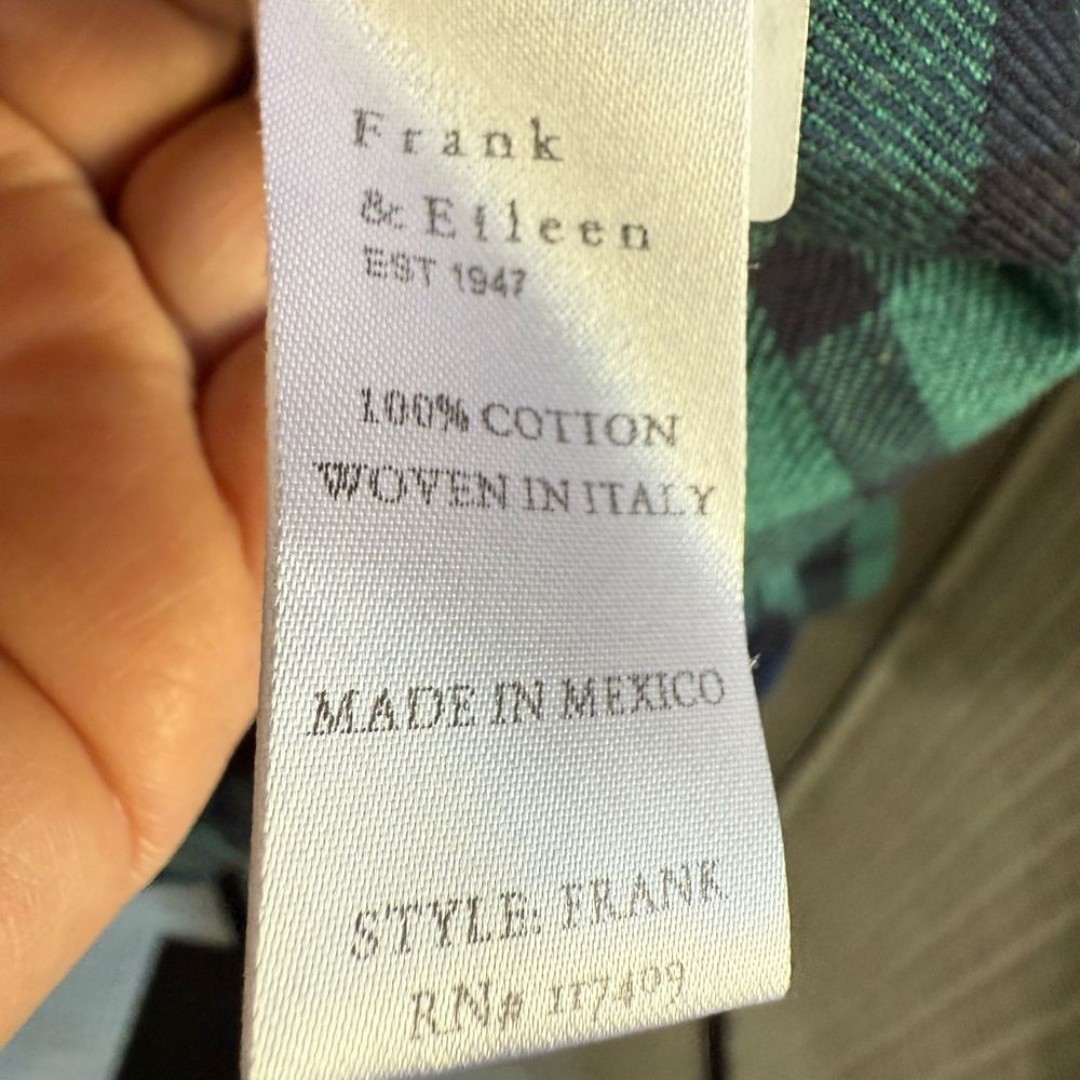 Frank
& Eileen
EST 1947
100% COTTON
WOVEN IN ITALY
MADE IN MEXICO
STYLE: FRANK
RN# 117409